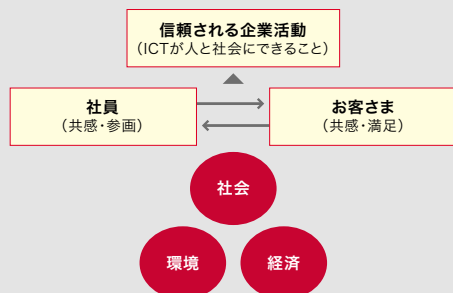 信頼される企業活動
（ICTが人と社会にできること）
社員
（共感・参画）
お客さま
（共感・満足）
社会
環境
経済